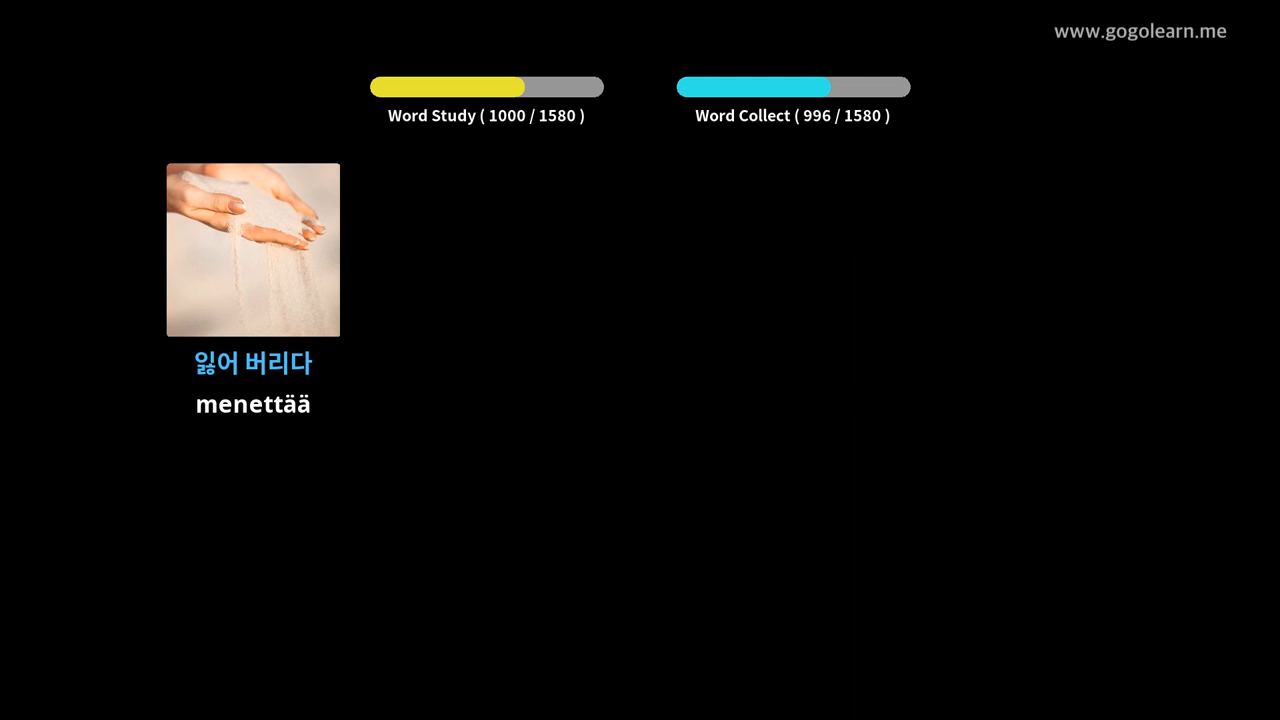 www.gogolearn.me
Word Study ( 1000 / 1580 )
Word Collect ( 996 / 1580 )
잃어 버리다
menettää